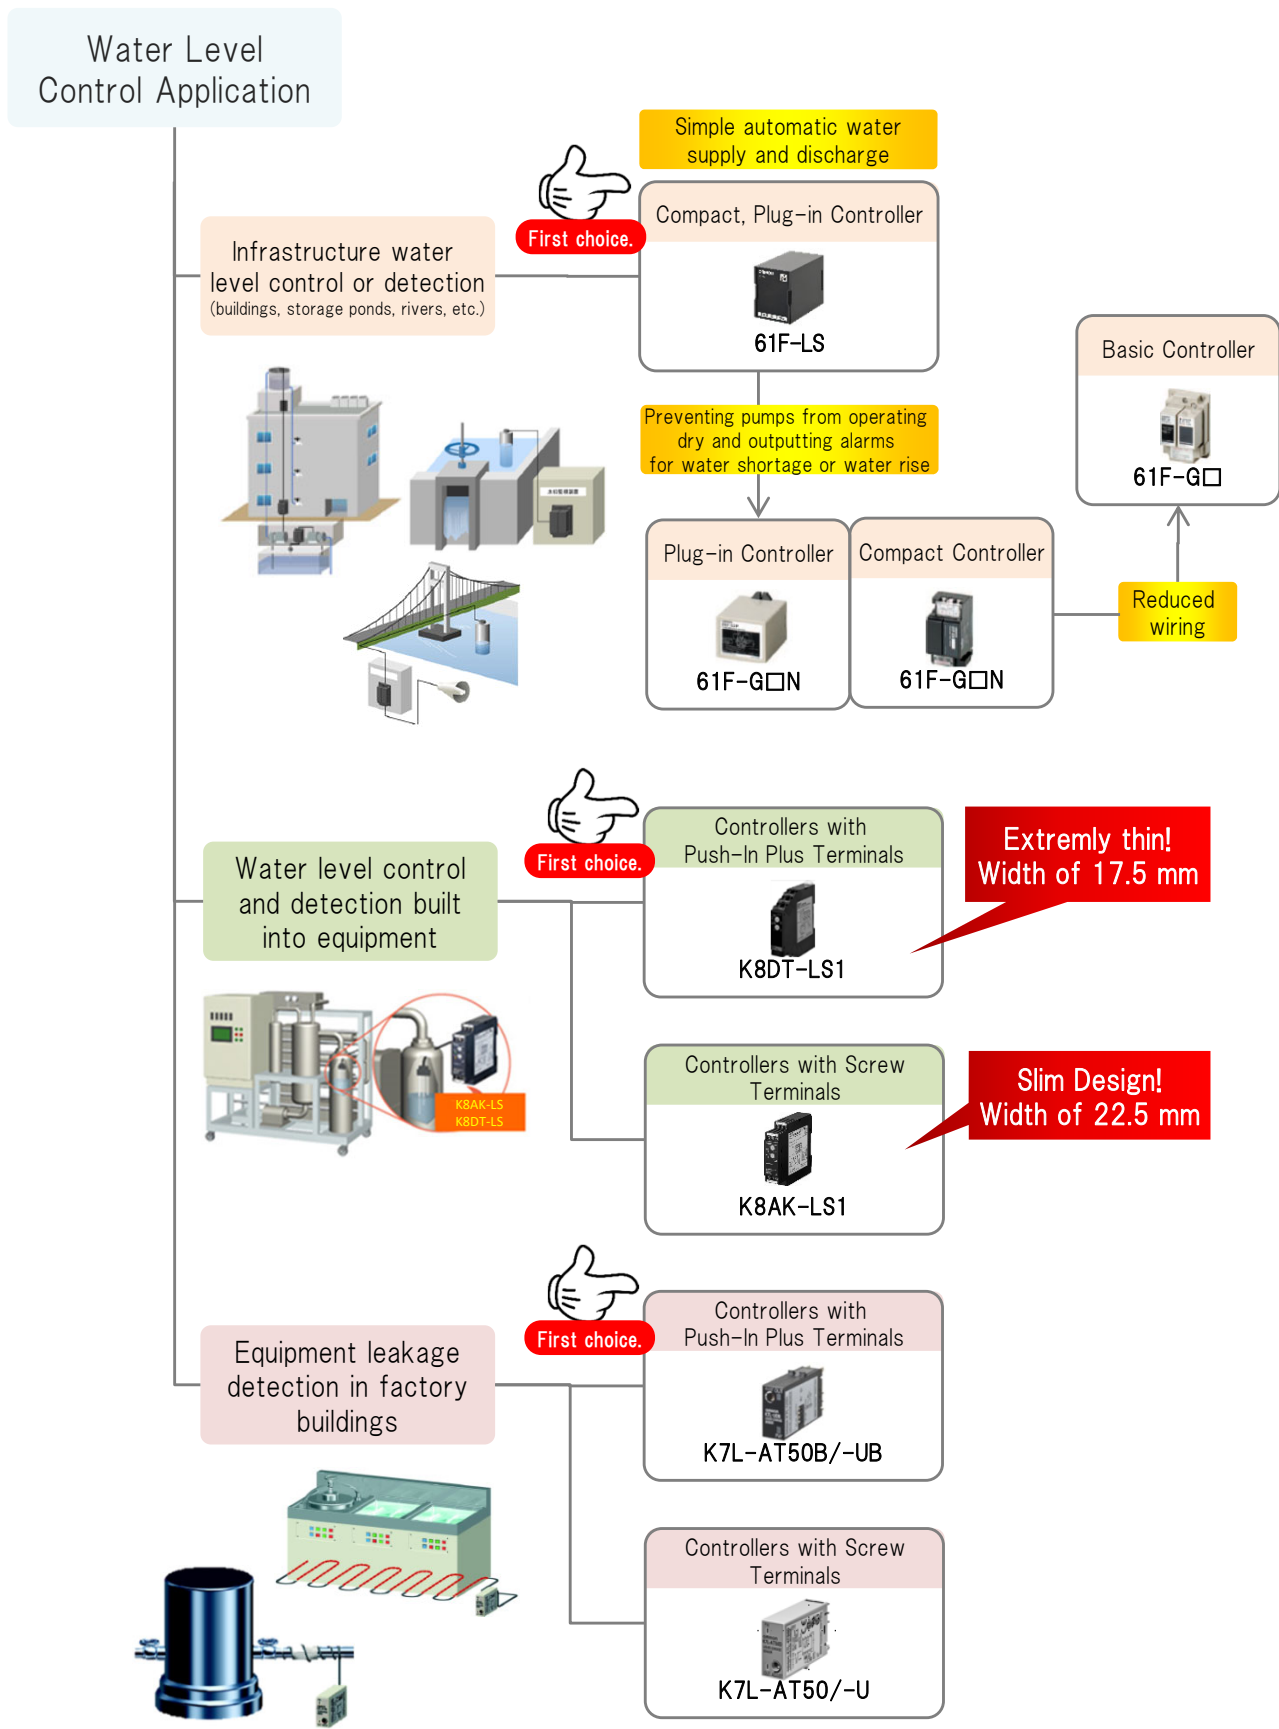 Water Level
Control Application
Simple automatic water
supply and discharge
First choice.
Compact, Plug-in Controller
61F-LS
Infrastructure water
level control or detection
(buildings, storage ponds, rivers, etc.)
Preventing pumps from operating
dry and outputting alarms
for water shortage or water rise
Basic Controller
61F-G□
Plug-in Controller
61F-G□N
Compact Controller
61F-G□N
Reduced
wiring
First choice.
Controllers with
Push-In Plus Terminals
K8DT-LS1
Extremly thin!
Width of 17.5 mm
Water level control
and detection built
into equipment
K8AK-LS
K8DT-LS
Controllers with Screw
Terminals
K8AK-LS1
Slim Design!
Width of 22.5 mm
First choice.
Controllers with
Push-In Plus Terminals
K7L-AT50B/-UB
Equipment leakage
detection in factory
buildings
Controllers with Screw
Terminals
K7L-AT50/-U